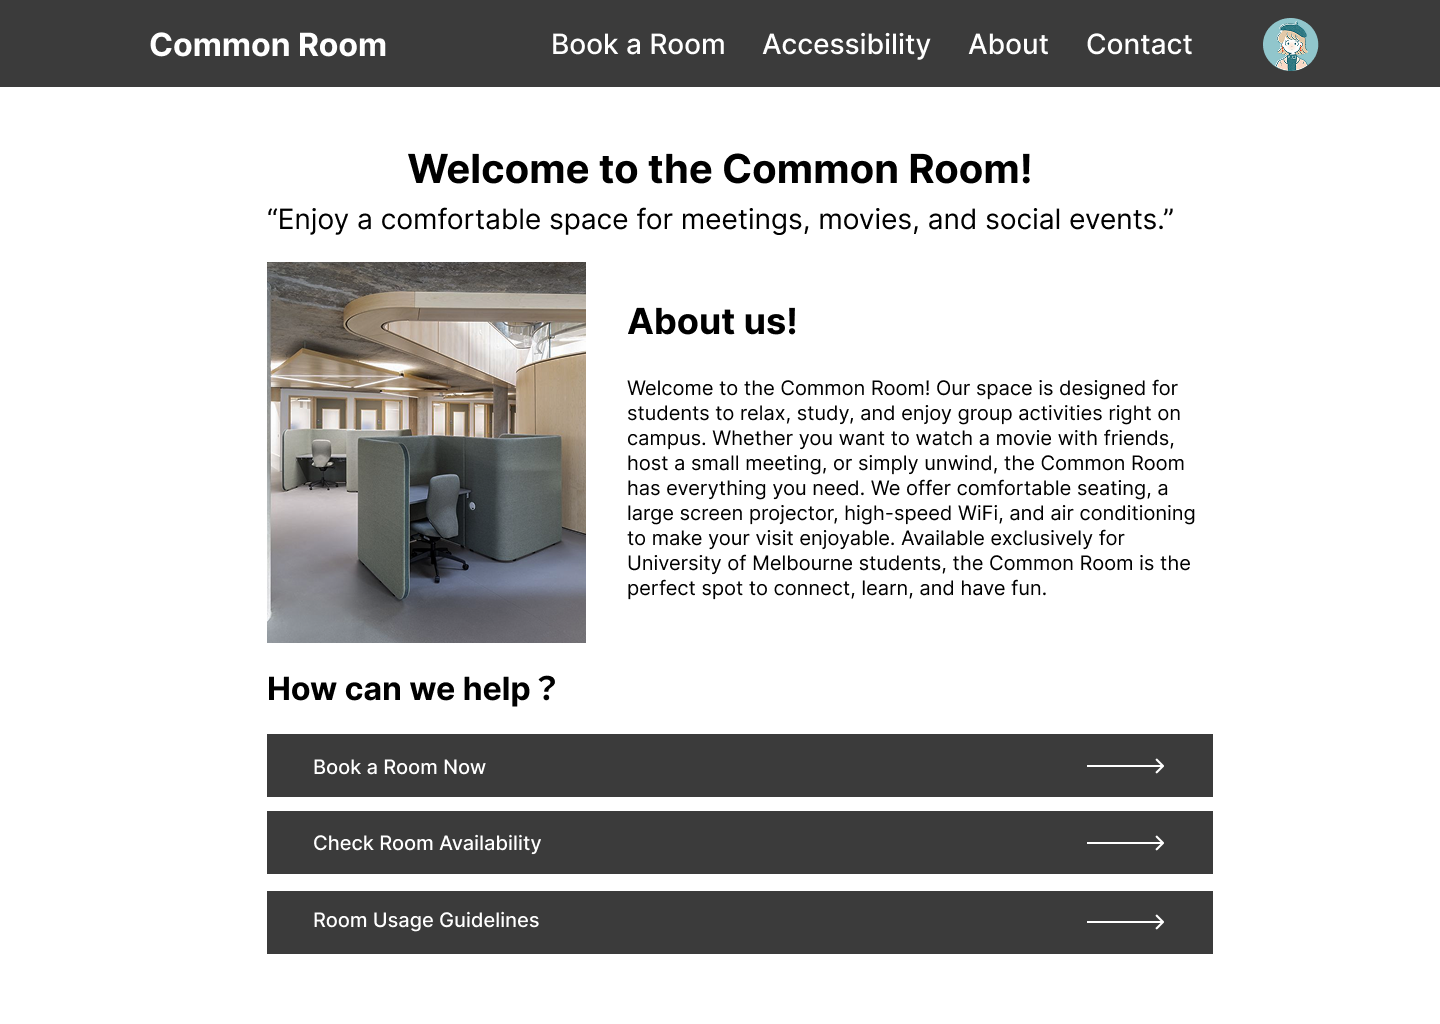 Common Room
Book a Room
Accessibility
About
Contact
Welcome to the Common Room!
“Enjoy a comfortable space for meetings, movies, and social events.”
About us!
Welcome to the Common Room! Our space is designed for
students to relax, study, and enjoy group activities right on
campus. Whether you want to watch a movie with friends,
host a small meeting, or simply unwind, the Common Room
has everything you need. We offer comfortable seating, a
large screen projector, high-speed WiFi, and air conditioning
to make your visit enjoyable. Available exclusively for
University of Melbourne students, the Common Room is the
perfect spot to connect, learn, and have fun.
How can we help ?
Book a Room Now
Check Room Availability
Room Usage Guidelines